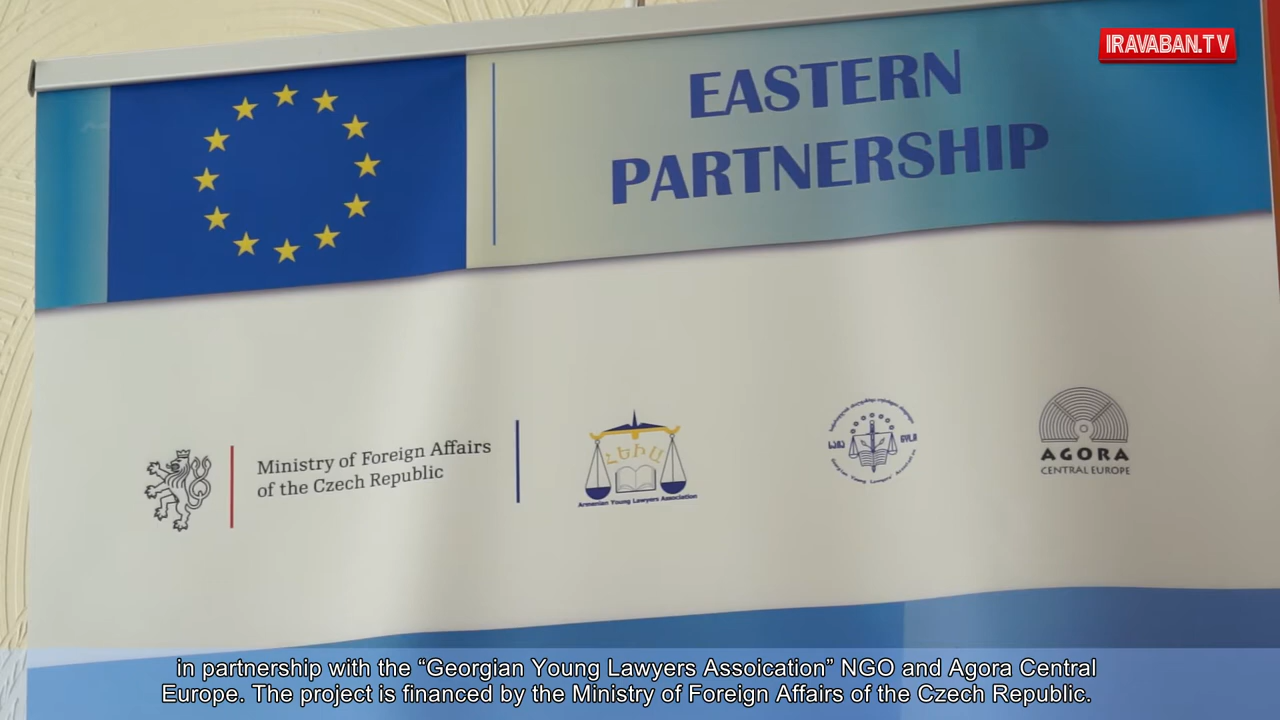 IRAVABAN.TV
EASTERN
PARTNERSHIP
Ministry of Foreign Affairs
of the Czech Republic
ՀԵԻԱ
Armenian Young Lawyers Association
AGORA
CENTRAL EUROPE
in partnership with the “Georgian Young Lawyers Assoication” NGO and Agora Central
Europe. The project is financed by the Ministry of Foreign Affairs of the Czech Republic.